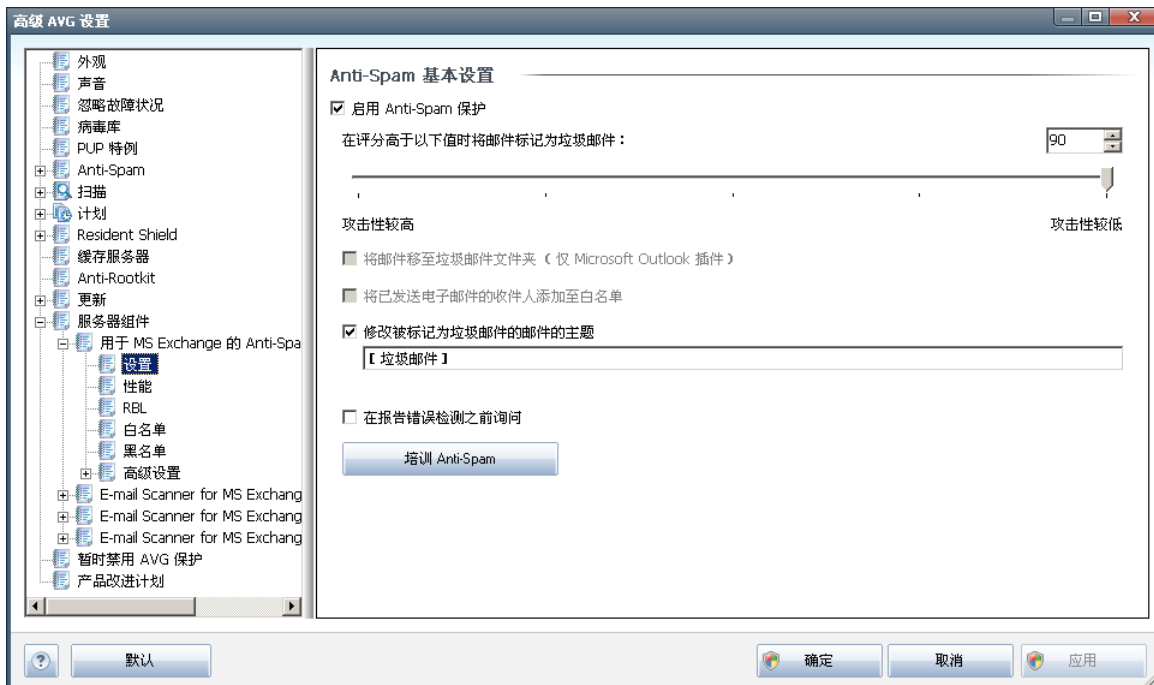 高级 AVG 设置
外观
声音
忽略故障状况
病毒库
PUP 特例
Anti-Spam
扫描
计划
Resident Shield
缓存服务器
Anti-Rootkit
更新
服务器组件
用于 MS Exchange 的 Anti-Spa
设置
性能
RBL
白名单
黑名单
高级设置
E-mail Scanner for MS Exchang
E-mail Scanner for MS Exchang
E-mail Scanner for MS Exchang
暂时禁用 AVG 保护
产品改进计划
Anti-Spam 基本设置
启用 Anti-Spam 保护
在评分高于以下值时将邮件标记为垃圾邮件： 90
攻击性较高 攻击性较低
将邮件移至垃圾邮件文件夹（仅 Microsoft Outlook 插件）
将已发送电子邮件的收件人添加至白名单
修改被标记为垃圾邮件的邮件的主题
【垃圾邮件】
在报告错误检测之前询问
培训 Anti-Spam
? 默认 确定 取消 应用